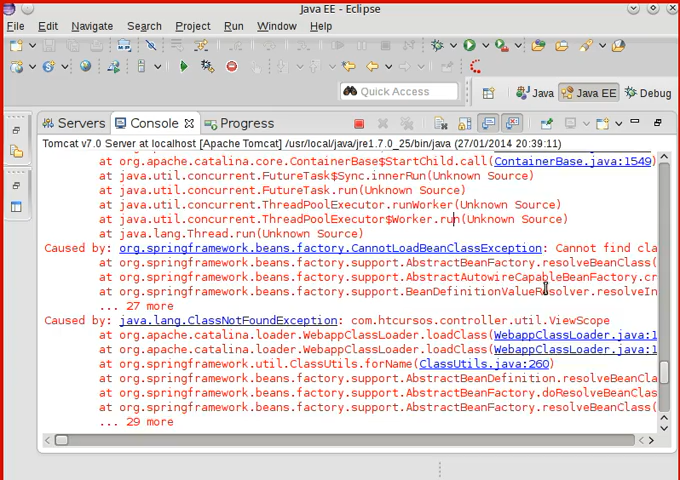 Java EE - Eclipse
File Edit Navigate Search Project Run Window Help
Quick Access Java Java EE Debug
Servers Console Progress
Tomcat v7.0 Server at localhost [Apache Tomcat] /usr/local/java/jre1.7.0_25/bin/java (27/01/2014 20:39:11)
at org.apache.catalina.core.ContainerBase$StartChild.call(ContainerBase.java:1549)
at java.util.concurrent.FutureTask$Sync.innerRun(Unknown Source)
at java.util.concurrent.FutureTask.run(Unknown Source)
at java.util.concurrent.ThreadPoolExecutor.runWorker(Unknown Source)
at java.util.concurrent.ThreadPoolExecutor$Worker.run(Unknown Source)
at java.lang.Thread.run(Unknown Source)
Caused by: org.springframework.beans.factory.CannotLoadBeanClassException: Cannot find cla
at org.springframework.beans.factory.support.AbstractBeanFactory.resolveBeanClass(
at org.springframework.beans.factory.support.AbstractAutowireCapableBeanFactory.cr
at org.springframework.beans.factory.support.BeanDefinitionValueResolver.resolveIn
... 27 more
Caused by: java.lang.ClassNotFoundException: com.htcursos.controller.util.ViewScope
at org.apache.catalina.loader.WebappClassLoader.loadClass(WebappClassLoader.java:1
at org.apache.catalina.loader.WebappClassLoader.loadClass(WebappClassLoader.java:1
at org.springframework.util.ClassUtils.forName(ClassUtils.java:260)
at org.springframework.beans.factory.support.AbstractBeanDefinition.resolveBeanCla
at org.springframework.beans.factory.support.AbstractBeanFactory.doResolveBeanClas
at org.springframework.beans.factory.support.AbstractBeanFactory.resolveBeanClass(
... 29 more